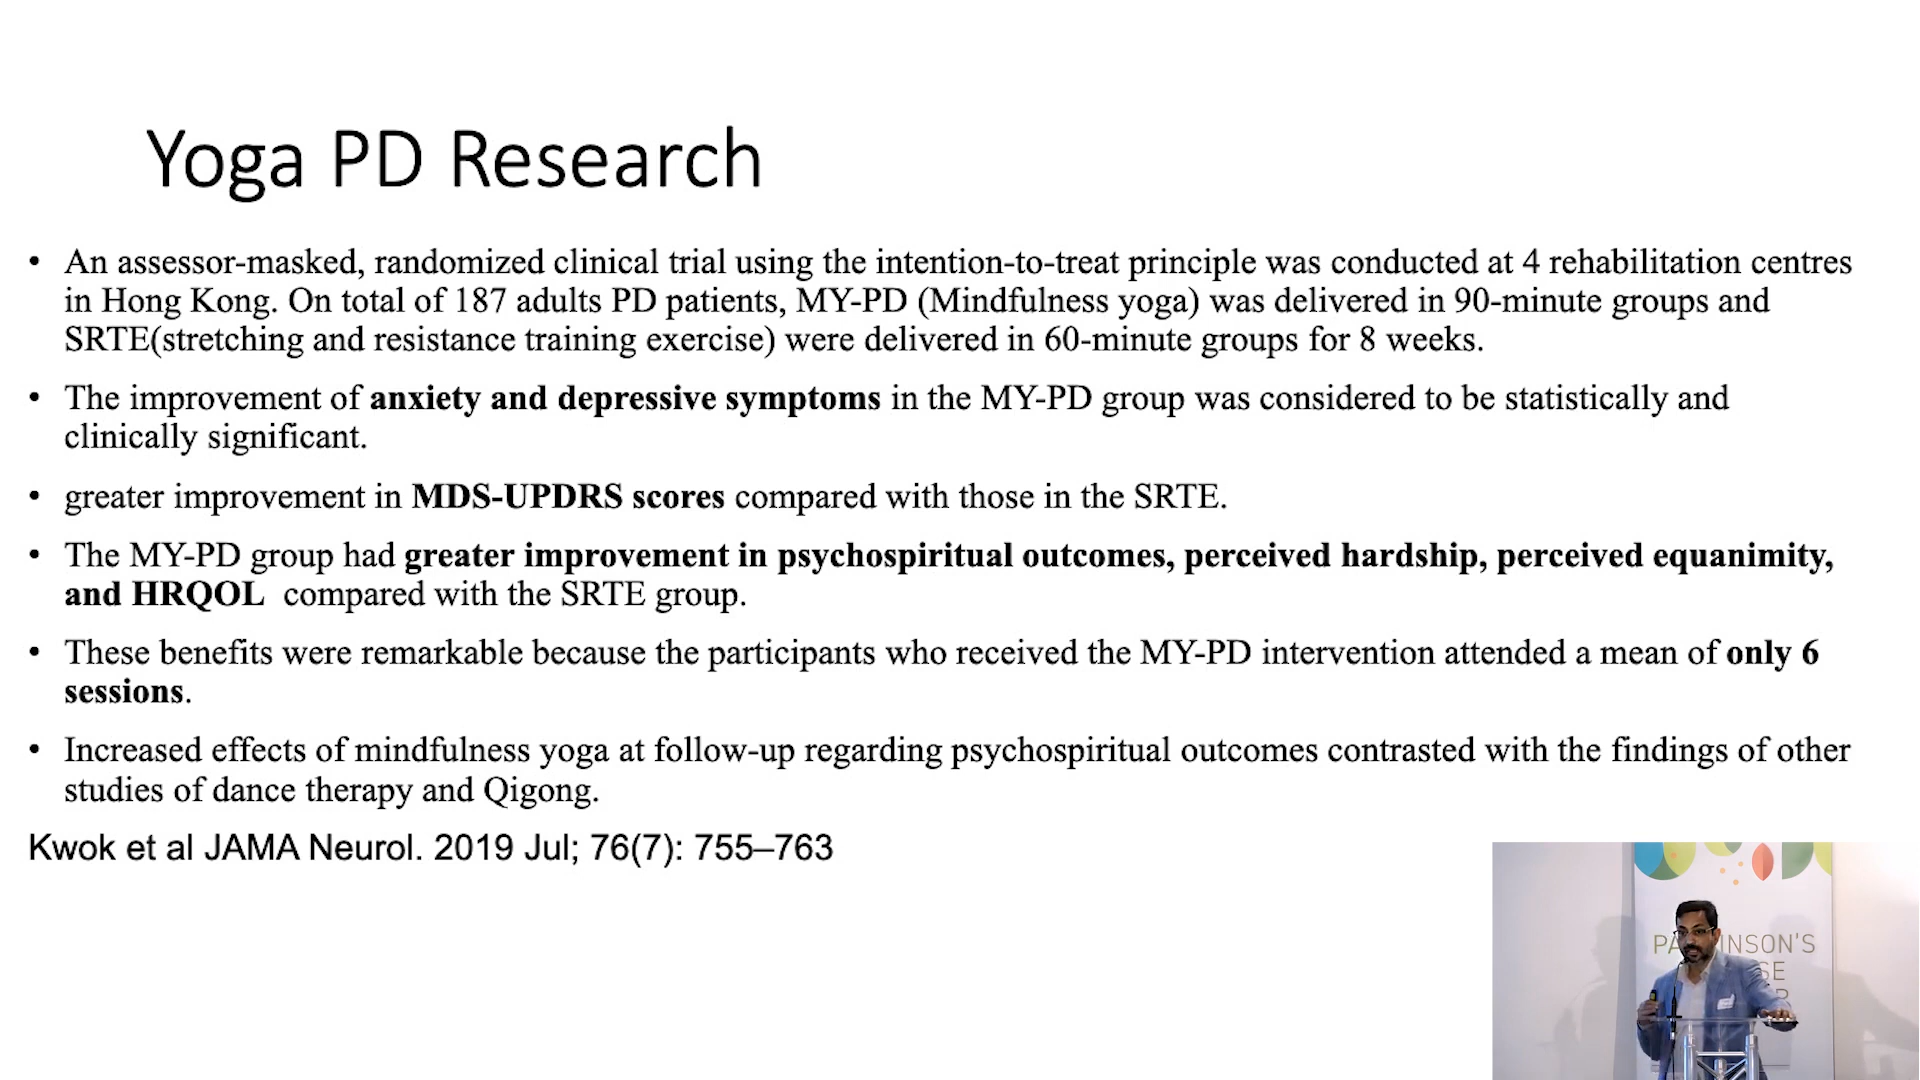 Yoga PD Research
• An assessor-masked, randomized clinical trial using the intention-to-treat principle was conducted at 4 rehabilitation centres
in Hong Kong. On total of 187 adults PD patients, MY-PD (Mindfulness yoga) was delivered in 90-minute groups and
SRTE(stretching and resistance training exercise) were delivered in 60-minute groups for 8 weeks.
• The improvement of anxiety and depressive symptoms in the MY-PD group was considered to be statistically and
clinically significant.
• greater improvement in MDS-UPDRS scores compared with those in the SRTE.
• The MY-PD group had greater improvement in psychospiritual outcomes, perceived hardship, perceived equanimity,
and HRQOL  compared with the SRTE group.
• These benefits were remarkable because the participants who received the MY-PD intervention attended a mean of only 6
sessions.
• Increased effects of mindfulness yoga at follow-up regarding psychospiritual outcomes contrasted with the findings of other
studies of dance therapy and Qigong.
Kwok et al JAMA Neurol. 2019 Jul; 76(7): 755–763